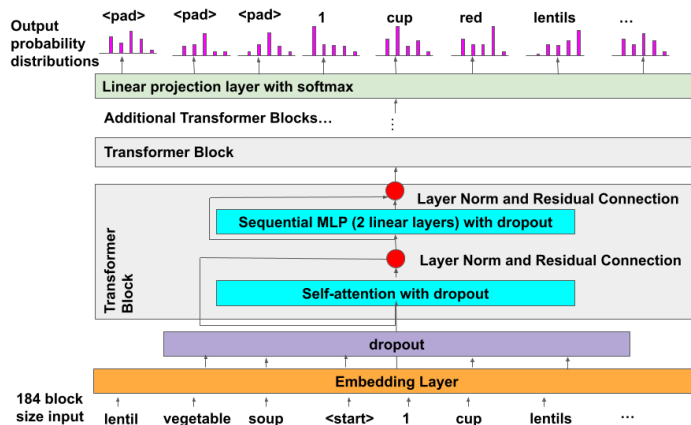 Output <pad> <pad> <pad> 1 cup red lentils ...
probability
distributions
Linear projection layer with softmax
Additional Transformer Blocks...
Transformer Block
Layer Norm and Residual Connection
Sequential MLP (2 linear layers) with dropout
Layer Norm and Residual Connection
Self-attention with dropout
Transformer
Block
dropout
Embedding Layer
184 block
size input
lentil vegetable soup <start> 1 cup lentils ...